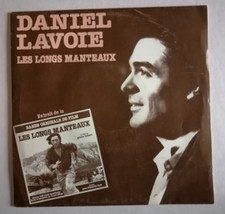 DANIEL
LAVOIE
LES LONGS MANTEAUX
Extrait de la
BANDE ORIGINALE DU FILM
LES LONGS MANTEAUX